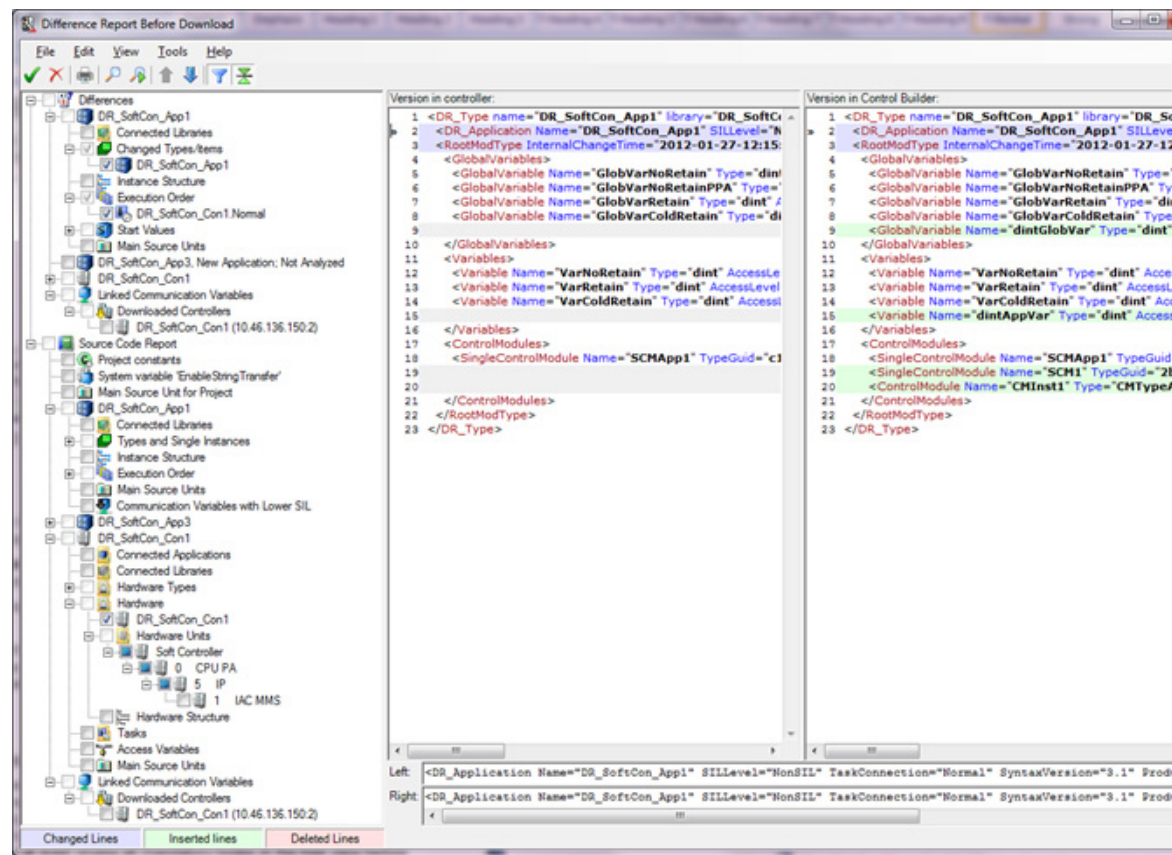 Difference Report Before Download
File Edit View Tools Help
Differences
DR_SoftCon_App1
Connected Libraries
Changed Types/items
DR_SoftCon_App1
Instance Structure
Execution Order
DR_SoftCon_Con1.Normal
Start Values
Main Source Units
DR_SoftCon_App3, New Application; Not Analyzed
DR_SoftCon_Con1
Linked Communication Variables
Downloaded Controllers
DR_SoftCon_Con1 (10.46.136.150:2)
Source Code Report
Project constants
System variable 'EnableStringTransfer'
Main Source Unit for Project
DR_SoftCon_App1
Connected Libraries
Types and Single Instances
Instance Structure
Execution Order
Main Source Units
Communication Variables with Lower SIL
DR_SoftCon_App3
DR_SoftCon_Con1
Connected Applications
Connected Libraries
Hardware Types
Hardware
DR_SoftCon_Con1
Hardware Units
Soft Controller
0 CPU PA
5 IP
1 IAC MMS
Hardware Structure
Tasks
Access Variables
Main Source Units
Linked Communication Variables
Downloaded Controllers
DR_SoftCon_Con1 (10.46.136.150:2)
Changed Lines Inserted lines Deleted Lines
Version in controller:
1 <DR_Type name="DR_SoftCon_App1" library="DR_SoftC
2 <DR_Application Name="DR_SoftCon_App1" SILLevel="N
3 <RootModType InternalChangeTime="2012-01-27-12:15:
4 <GlobalVariables>
5 <GlobalVariable Name="GlobVarNoRetain" Type="dint
6 <GlobalVariable Name="GlobVarNoRetainPPA" Type="
7 <GlobalVariable Name="GlobVarRetain" Type="dint" A
8 <GlobalVariable Name="GlobVarColdRetain" Type="di
9
10 </GlobalVariables>
11 <Variables>
12 <Variable Name="VarNoRetain" Type="dint" AccessLe
13 <Variable Name="VarRetain" Type="dint" AccessLevel
14 <Variable Name="VarColdRetain" Type="dint" AccessL
15
16 </Variables>
17 <ControlModules>
18 <SingleControlModule Name="SCMApp1" TypeGuid="c1
19
20
21 </ControlModules>
22 </RootModType>
23 </DR_Type>
Version in Control Builder:
1 <DR_Type name="DR_SoftCon_App1" library="DR_So
2 <DR_Application Name="DR_SoftCon_App1" SILLeve
3 <RootModType InternalChangeTime="2012-01-27-12
4 <GlobalVariables>
5 <GlobalVariable Name="GlobVarNoRetain" Type="
6 <GlobalVariable Name="GlobVarNoRetainPPA" Ty
7 <GlobalVariable Name="GlobVarRetain" Type="di
8 <GlobalVariable Name="GlobVarColdRetain" Type
9 <GlobalVariable Name="dintGlobVar" Type="dint"
10 </GlobalVariables>
11 <Variables>
12 <Variable Name="VarNoRetain" Type="dint" Acce
13 <Variable Name="VarRetain" Type="dint" AccessL
14 <Variable Name="VarColdRetain" Type="dint" Acc
15 <Variable Name="dintAppVar" Type="dint" Access
16 </Variables>
17 <ControlModules>
18 <SingleControlModule Name="SCMApp1" TypeGuid
19 <SingleControlModule Name="SCM1" TypeGuid="2b
20 <ControlModule Name="CMInst1" Type="CMTypeA
21 </ControlModules>
22 </RootModType>
23 </DR_Type>
Left: <DR_Application Name="DR_SoftCon_App1" SILLevel="NonSIL" TaskConnection="Normal" SyntaxVersion="3.1" Produ
Right: <DR_Application Name="DR_SoftCon_App1" SILLevel="NonSIL" TaskConnection="Normal" SyntaxVersion="3.1" Produ